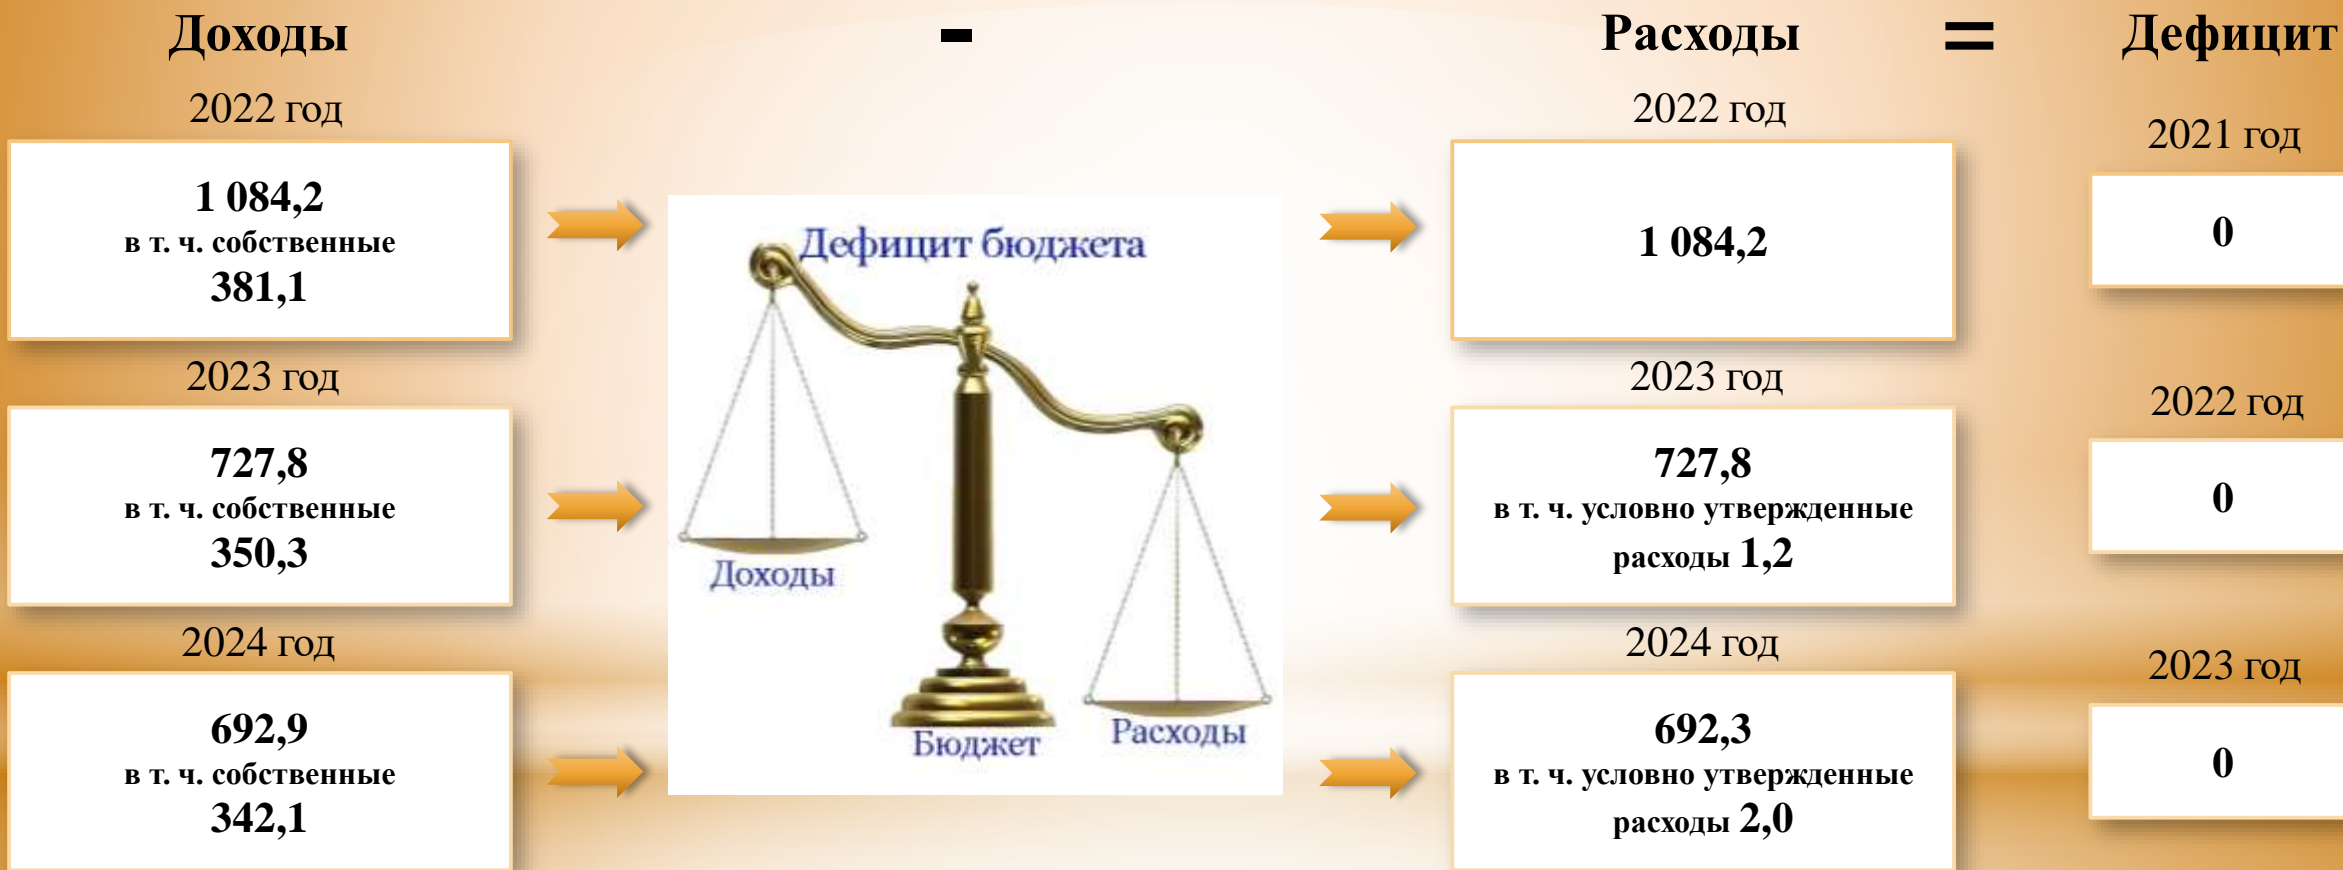 Доходы - Расходы = Дефицит
2022 год
1 084,2
в т. ч. собственные
381,1
2023 год
727,8
в т. ч. собственные
350,3
2024 год
692,9
в т. ч. собственные
342,1
Дефицит бюджета
Доходы
Бюджет
Расходы
2022 год
1 084,2
2023 год
727,8
в т. ч. условно утвержденные
расходы 1,2
2024 год
692,3
в т. ч. условно утвержденные
расходы 2,0
2021 год
0
2022 год
0
2023 год
0